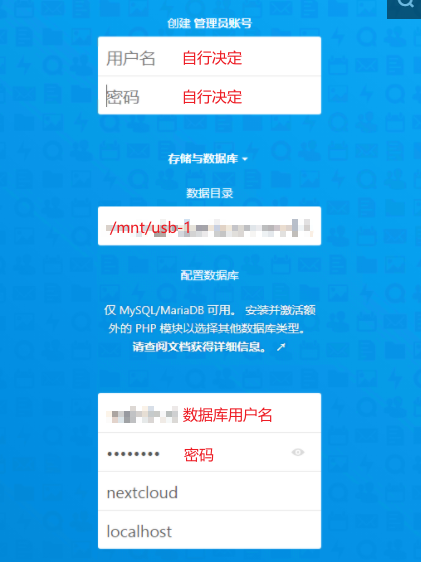 创建 管理员账号
用户名 自行决定
密码 自行决定
存储与数据库
数据目录
/mnt/usb-1
配置数据库
仅 MySQL/MariaDB 可用。 安装并激活额
外的 PHP 模块以选择其他数据库类型。
请查阅文档获得详细信息。 ↗
数据库用户名
•••••••• 密码
nextcloud
localhost